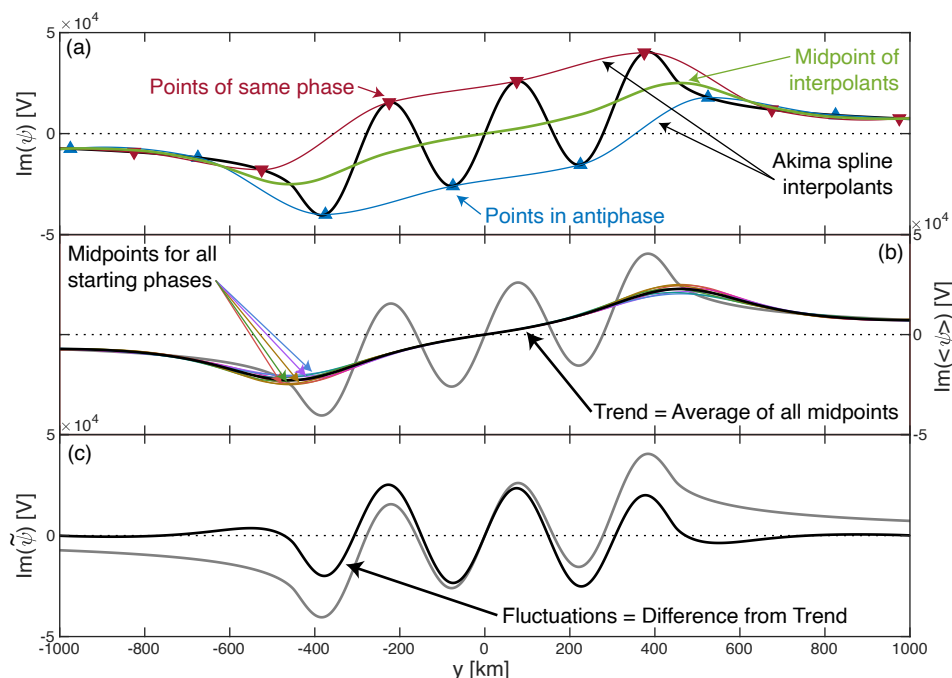 ×10⁴
5
(a)
Points of same phase
Midpoint of
interpolants
Im(ψ) [V]
0
Akima spline
interpolants
Points in antiphase
-5
×10⁴
5
Midpoints for all
starting phases
(b)
0
Im(<ψ>) [V]
Trend = Average of all midpoints
-5
×10⁴
5
(c)
Im(ψ̃) [V]
0
Fluctuations = Difference from Trend
-5
-1000 -800 -600 -400 -200 0 200 400 600 800 1000
y [km]